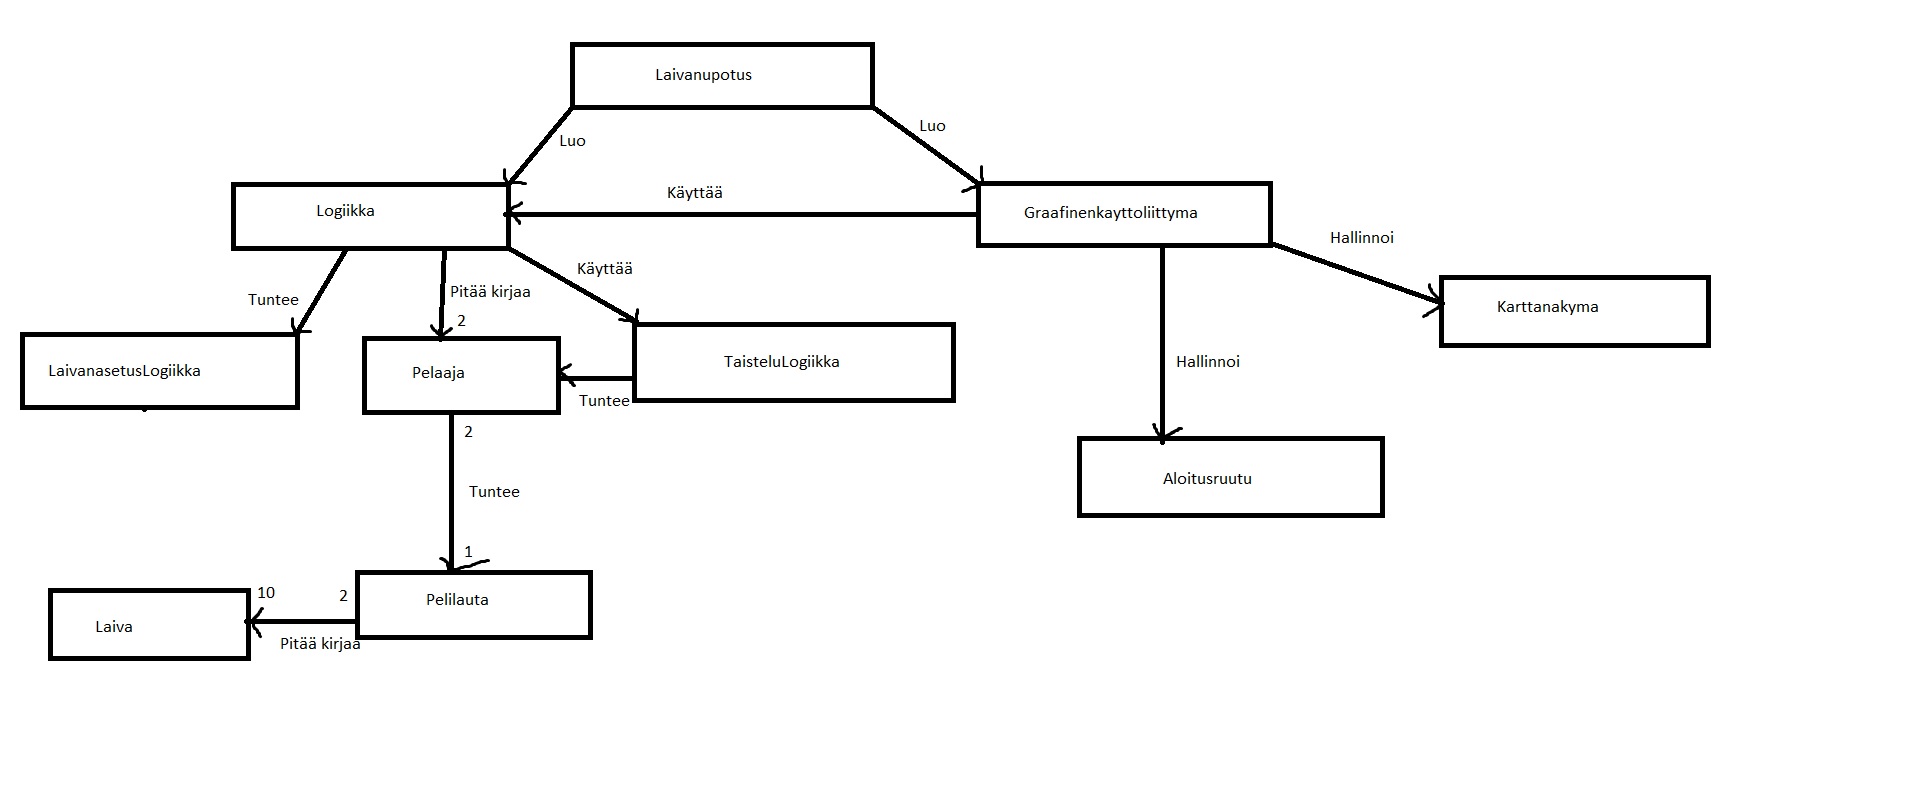 Laivanupotus
Luo
Luo
Käyttää
Logiikka
Graafinenkayttoliittyma
Hallinnoi
Käyttää
Tuntee
Pitää kirjaa
2
Karttanakyma
LaivanasetusLogiikka
Pelaaja
TaisteluLogiikka
Hallinnoi
Tuntee
2
Aloitusruutu
Tuntee
1
10
2
Pelilauta
Laiva
Pitää kirjaa